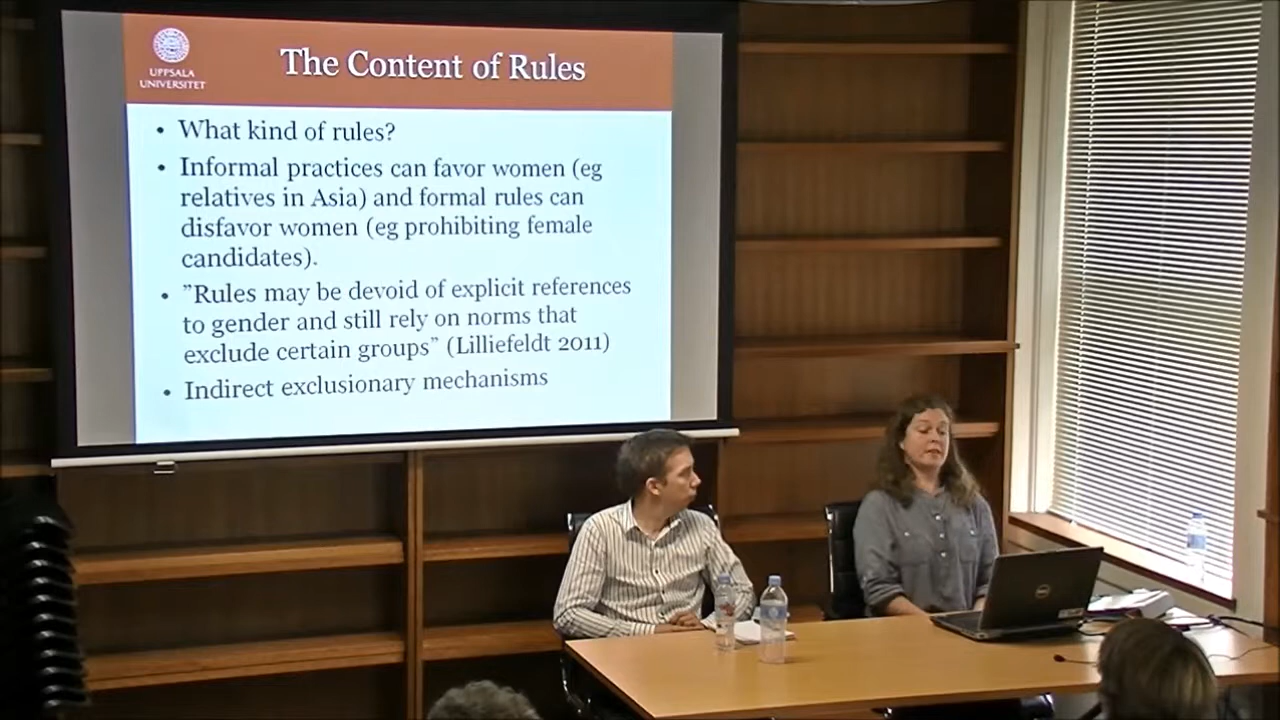 UPPSALA
UNIVERSITET
The Content of Rules
• What kind of rules?
• Informal practices can favor women (eg
relatives in Asia) and formal rules can
disfavor women (eg prohibiting female
candidates).
• ”Rules may be devoid of explicit references
to gender and still rely on norms that
exclude certain groups” (Lilliefeldt 2011)
• Indirect exclusionary mechanisms
DELL